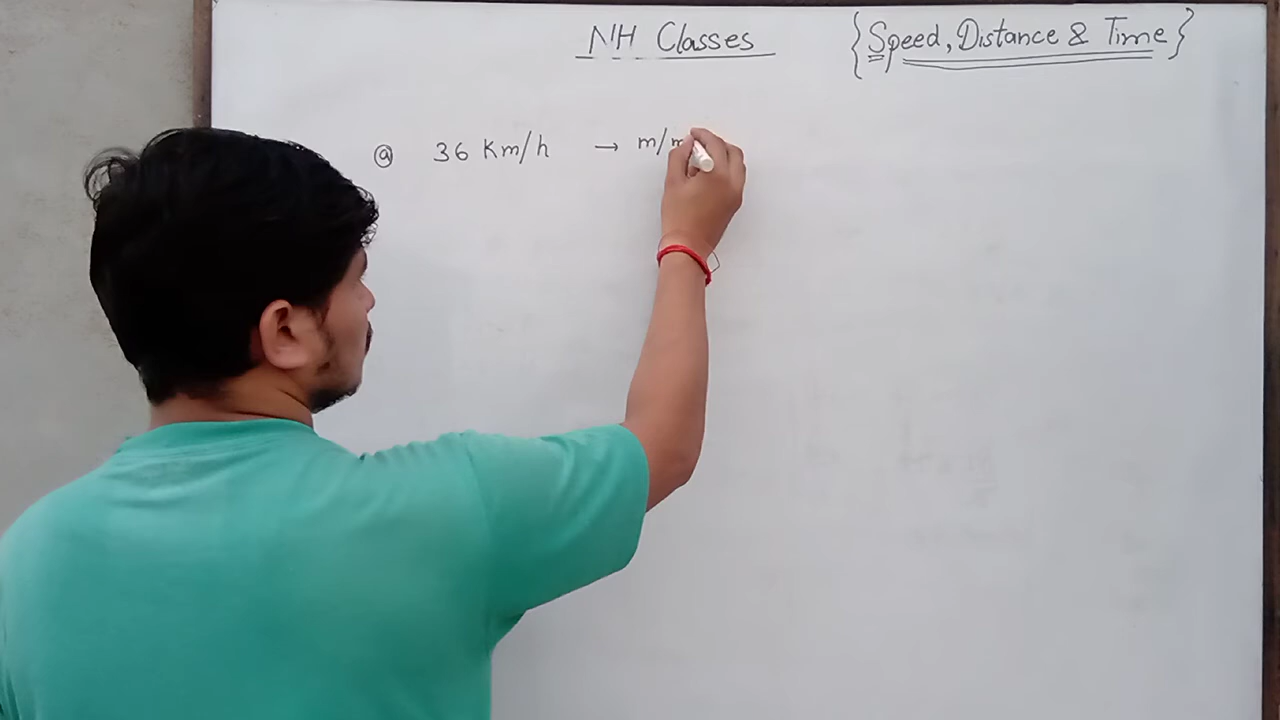 NH Classes {Speed, Distance & Time}
ⓐ 36 Km/h → m/m